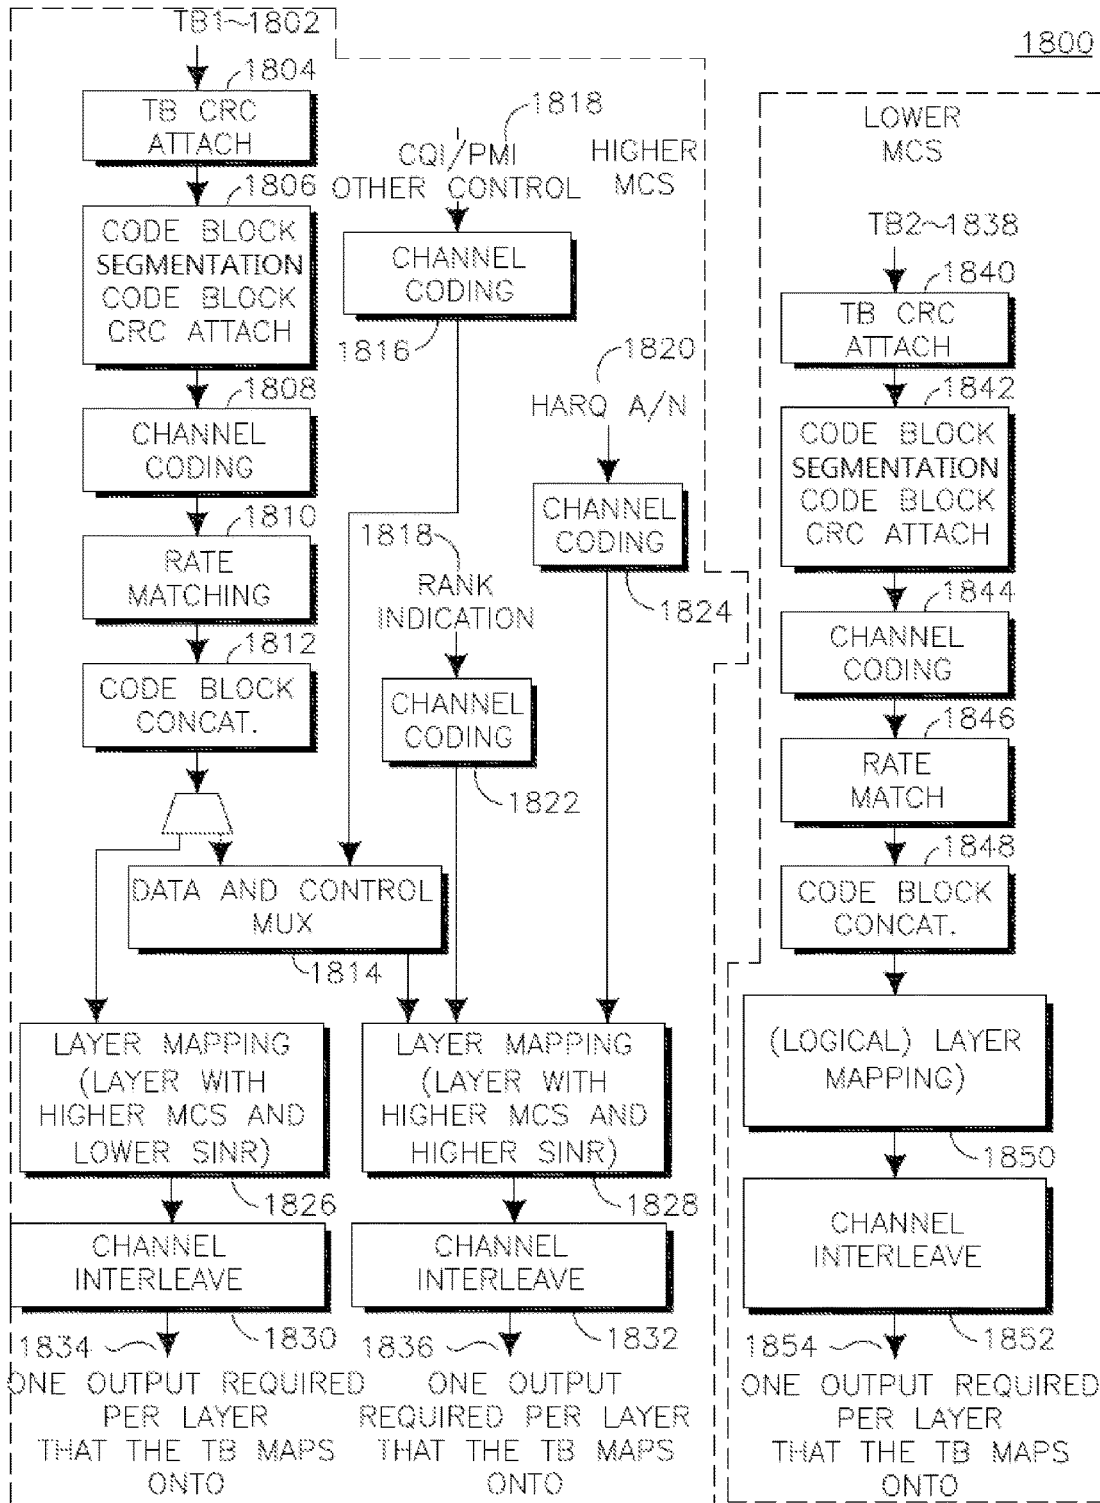 1800
TB1~1802
1804
TB CRC
ATTACH
1806
CODE BLOCK
SEGMENTATION
CODE BLOCK
CRC ATTACH
1808
CHANNEL
CODING
1810
RATE
MATCHING
1812
CODE BLOCK
CONCAT.
1818
CQI/PMI
OTHER CONTROL
HIGHER
MCS
CHANNEL
CODING
1816
1820
HARQ A/N
CHANNEL
CODING
1824
1818
RANK
INDICATION
CHANNEL
CODING
1822
DATA AND CONTROL
MUX
1814
LAYER MAPPING
(LAYER WITH
HIGHER MCS AND
LOWER SINR)
1826
CHANNEL
INTERLEAVE
1830
1834
ONE OUTPUT REQUIRED
PER LAYER
THAT THE TB MAPS
ONTO
LAYER MAPPING
(LAYER WITH
HIGHER MCS AND
HIGHER SINR)
1828
CHANNEL
INTERLEAVE
1832
1836
ONE OUTPUT
REQUIRED PER LAYER
THAT THE TB MAPS
ONTO
LOWER
MCS
TB2~1838
1840
TB CRC
ATTACH
1842
CODE BLOCK
SEGMENTATION
CODE BLOCK
CRC ATTACH
1844
CHANNEL
CODING
1846
RATE
MATCH
1848
CODE BLOCK
CONCAT.
(LOGICAL) LAYER
MAPPING)
1850
CHANNEL
INTERLEAVE
1852
1854
ONE OUTPUT REQUIRED
PER LAYER
THAT THE TB MAPS
ONTO